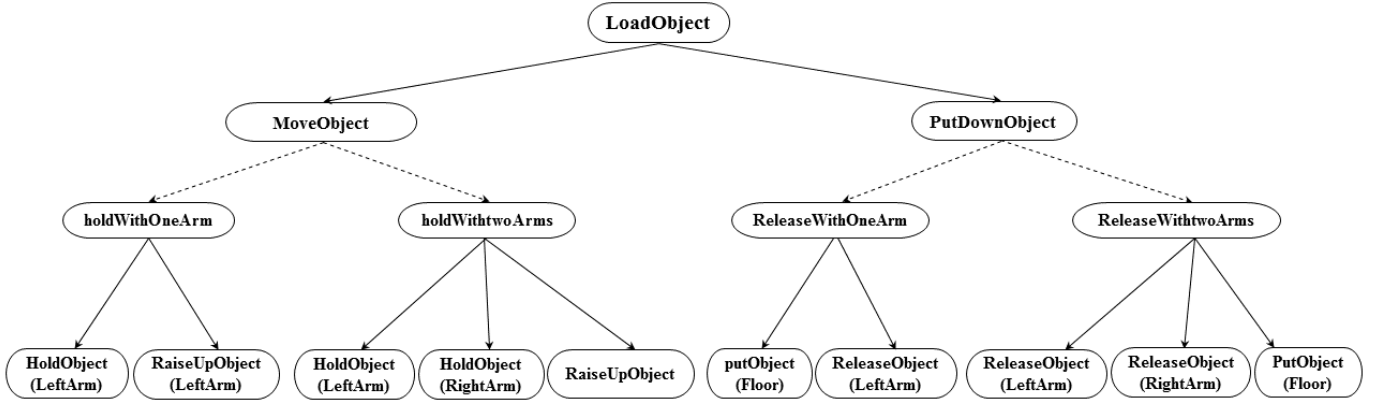 LoadObject
MoveObject
PutDownObject
holdWithOneArm
holdWithtwoArms
ReleaseWithOneArm
ReleaseWithtwoArms
HoldObject
(LeftArm)
RaiseUpObject
(LeftArm)
HoldObject
(LeftArm)
HoldObject
(RightArm)
RaiseUpObject
putObject
(Floor)
ReleaseObject
(LeftArm)
ReleaseObject
(LeftArm)
ReleaseObject
(RightArm)
PutObject
(Floor)